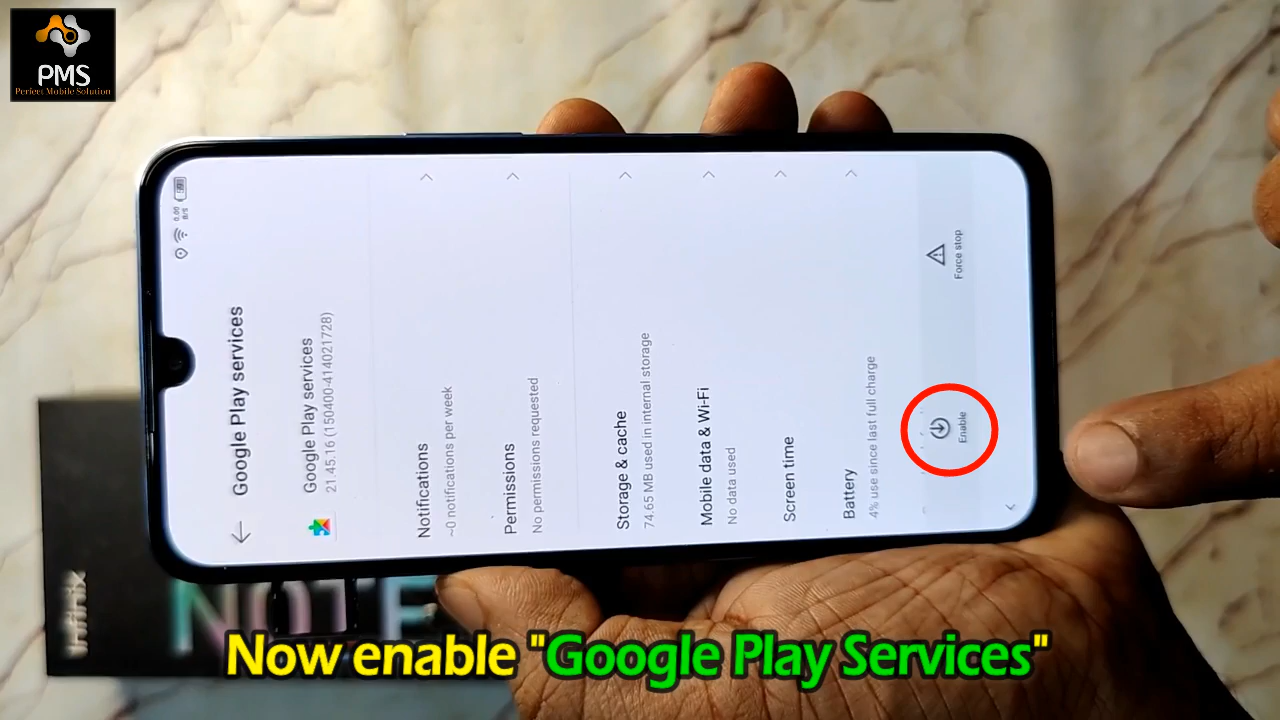 PMS
Perfect Mobile Solution
0.00
B/s
Google Play services
Google Play services
21.45.16 (150400-414021728)
Notifications
~0 notifications per week
Permissions
No permissions requested
Storage & cache
74.65 MB used in internal storage
Mobile data & Wi-Fi
No data used
Screen time
Battery
4% use since last full charge
Enable
Force stop
Infinix
NOTE
Now enable "Google Play Services"